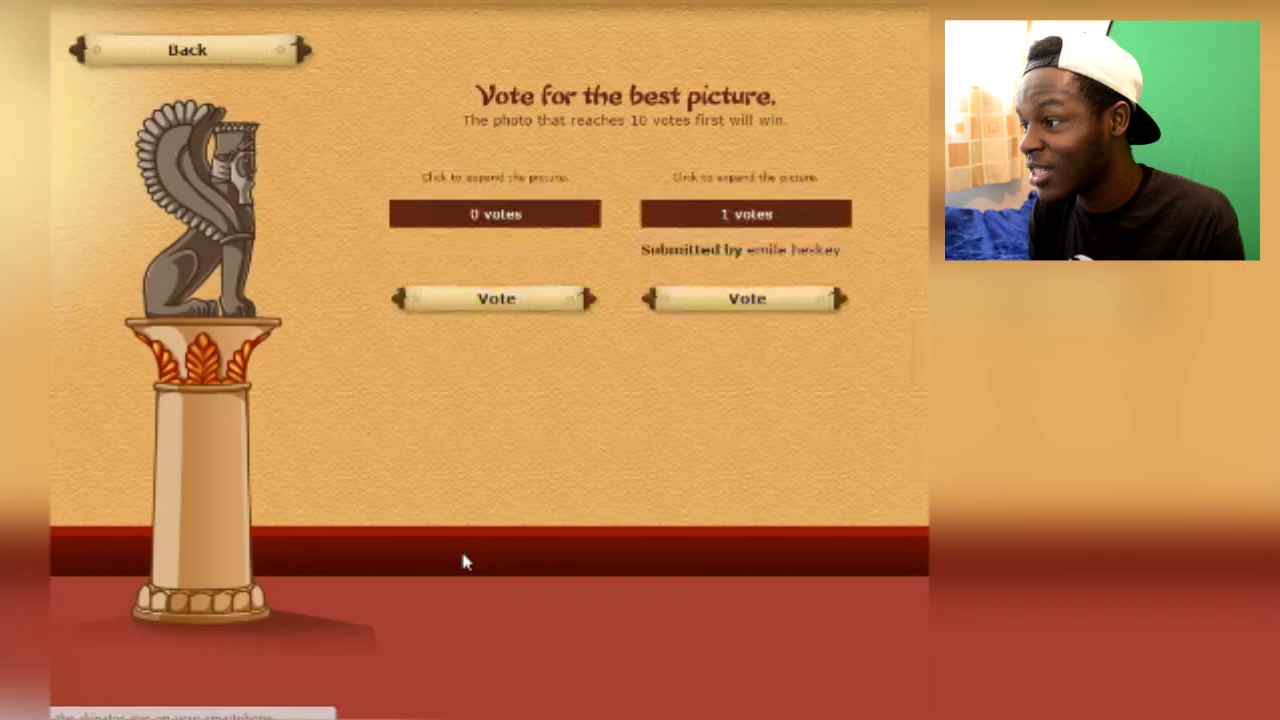 Back
Vote for the best picture.
The photo that reaches 10 votes first will win.
Click to expand the picture.
Click to expand the picture.
0 votes
1 votes
Submitted by emile heskey
Vote
Vote